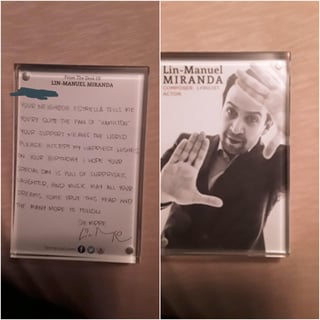 From The Desk Of
LIN-MANUEL MIRANDA
YOUR NEIGHBOR ESTRELLA TELLS ME
YOU'RE QUITE THE FAN OF "HAMILTON"
YOUR SUPPORT MEANS THE WORLD
PLEASE ACCEPT MY HAPPIEST WISHES
ON YOUR BIRTHDAY. I HOPE YOUR
SPECIAL DAY IS FULL OF SURPRISES,
LAUGHTER, AND MUSIC. MAY ALL YOUR
DREAMS COME TRUE THIS YEAR AND
THE MANY MORE TO FOLLOW.
SIEMPRE,
Lin-Manuel
MIRANDA
COMPOSER LYRICIST
ACTOR